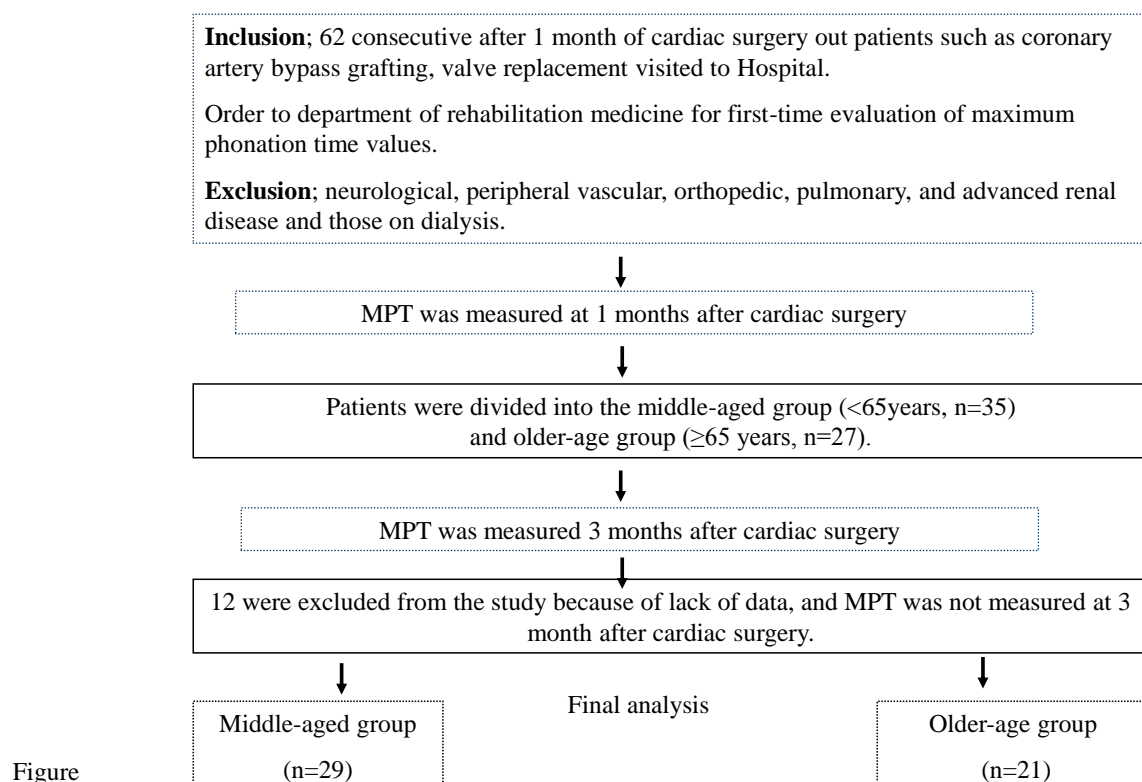 Inclusion; 62 consecutive after 1 month of cardiac surgery out patients such as coronary
artery bypass grafting, valve replacement visited to Hospital.
Order to department of rehabilitation medicine for first-time evaluation of maximum
phonation time values.
Exclusion; neurological, peripheral vascular, orthopedic, pulmonary, and advanced renal
disease and those on dialysis.
MPT was measured at 1 months after cardiac surgery
Patients were divided into the middle-aged group (<65years, n=35)
and older-age group (≥65 years, n=27).
MPT was measured 3 months after cardiac surgery
12 were excluded from the study because of lack of data, and MPT was not measured at 3
month after cardiac surgery.
Final analysis
Middle-aged group
(n=29)
Older-age group
(n=21)
Figure